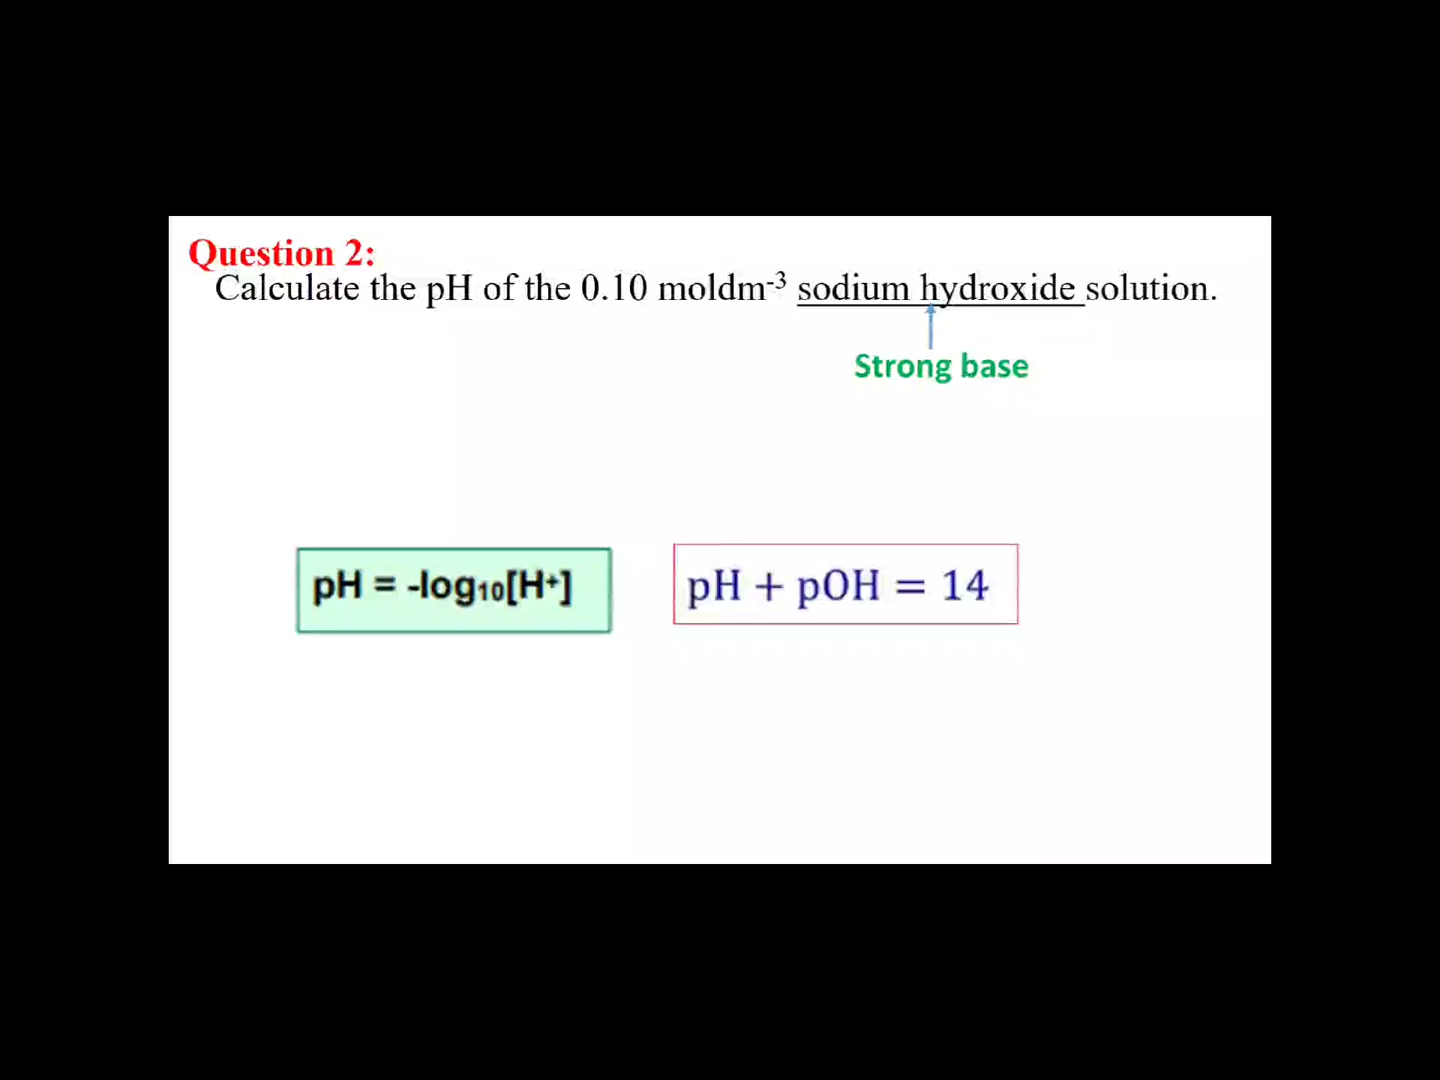 Question 2:
Calculate the pH of the 0.10 moldm⁻³ sodium hydroxide solution.
Strong base
pH = -log₁₀[H⁺]
pH + pOH = 14